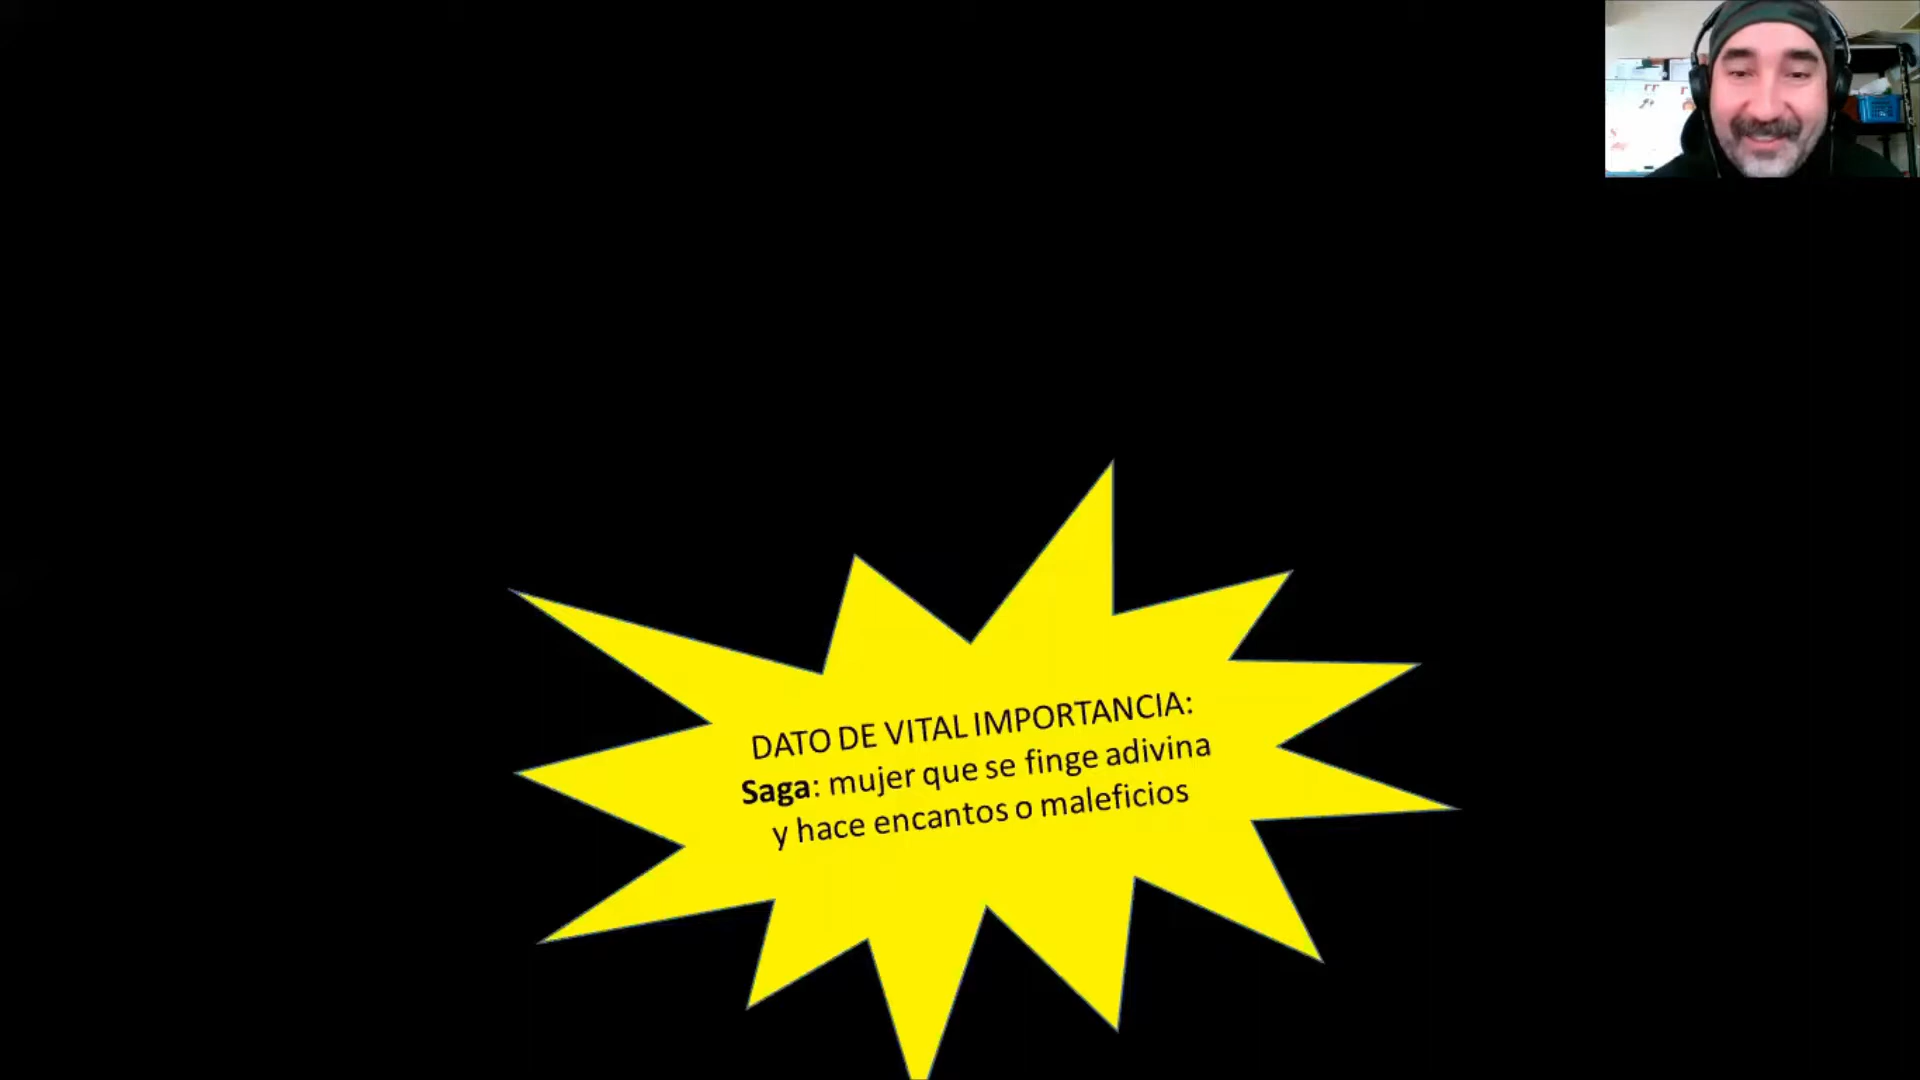 DATO DE VITAL IMPORTANCIA:
Saga: mujer que se finge adivina
y hace encantos o maleficios